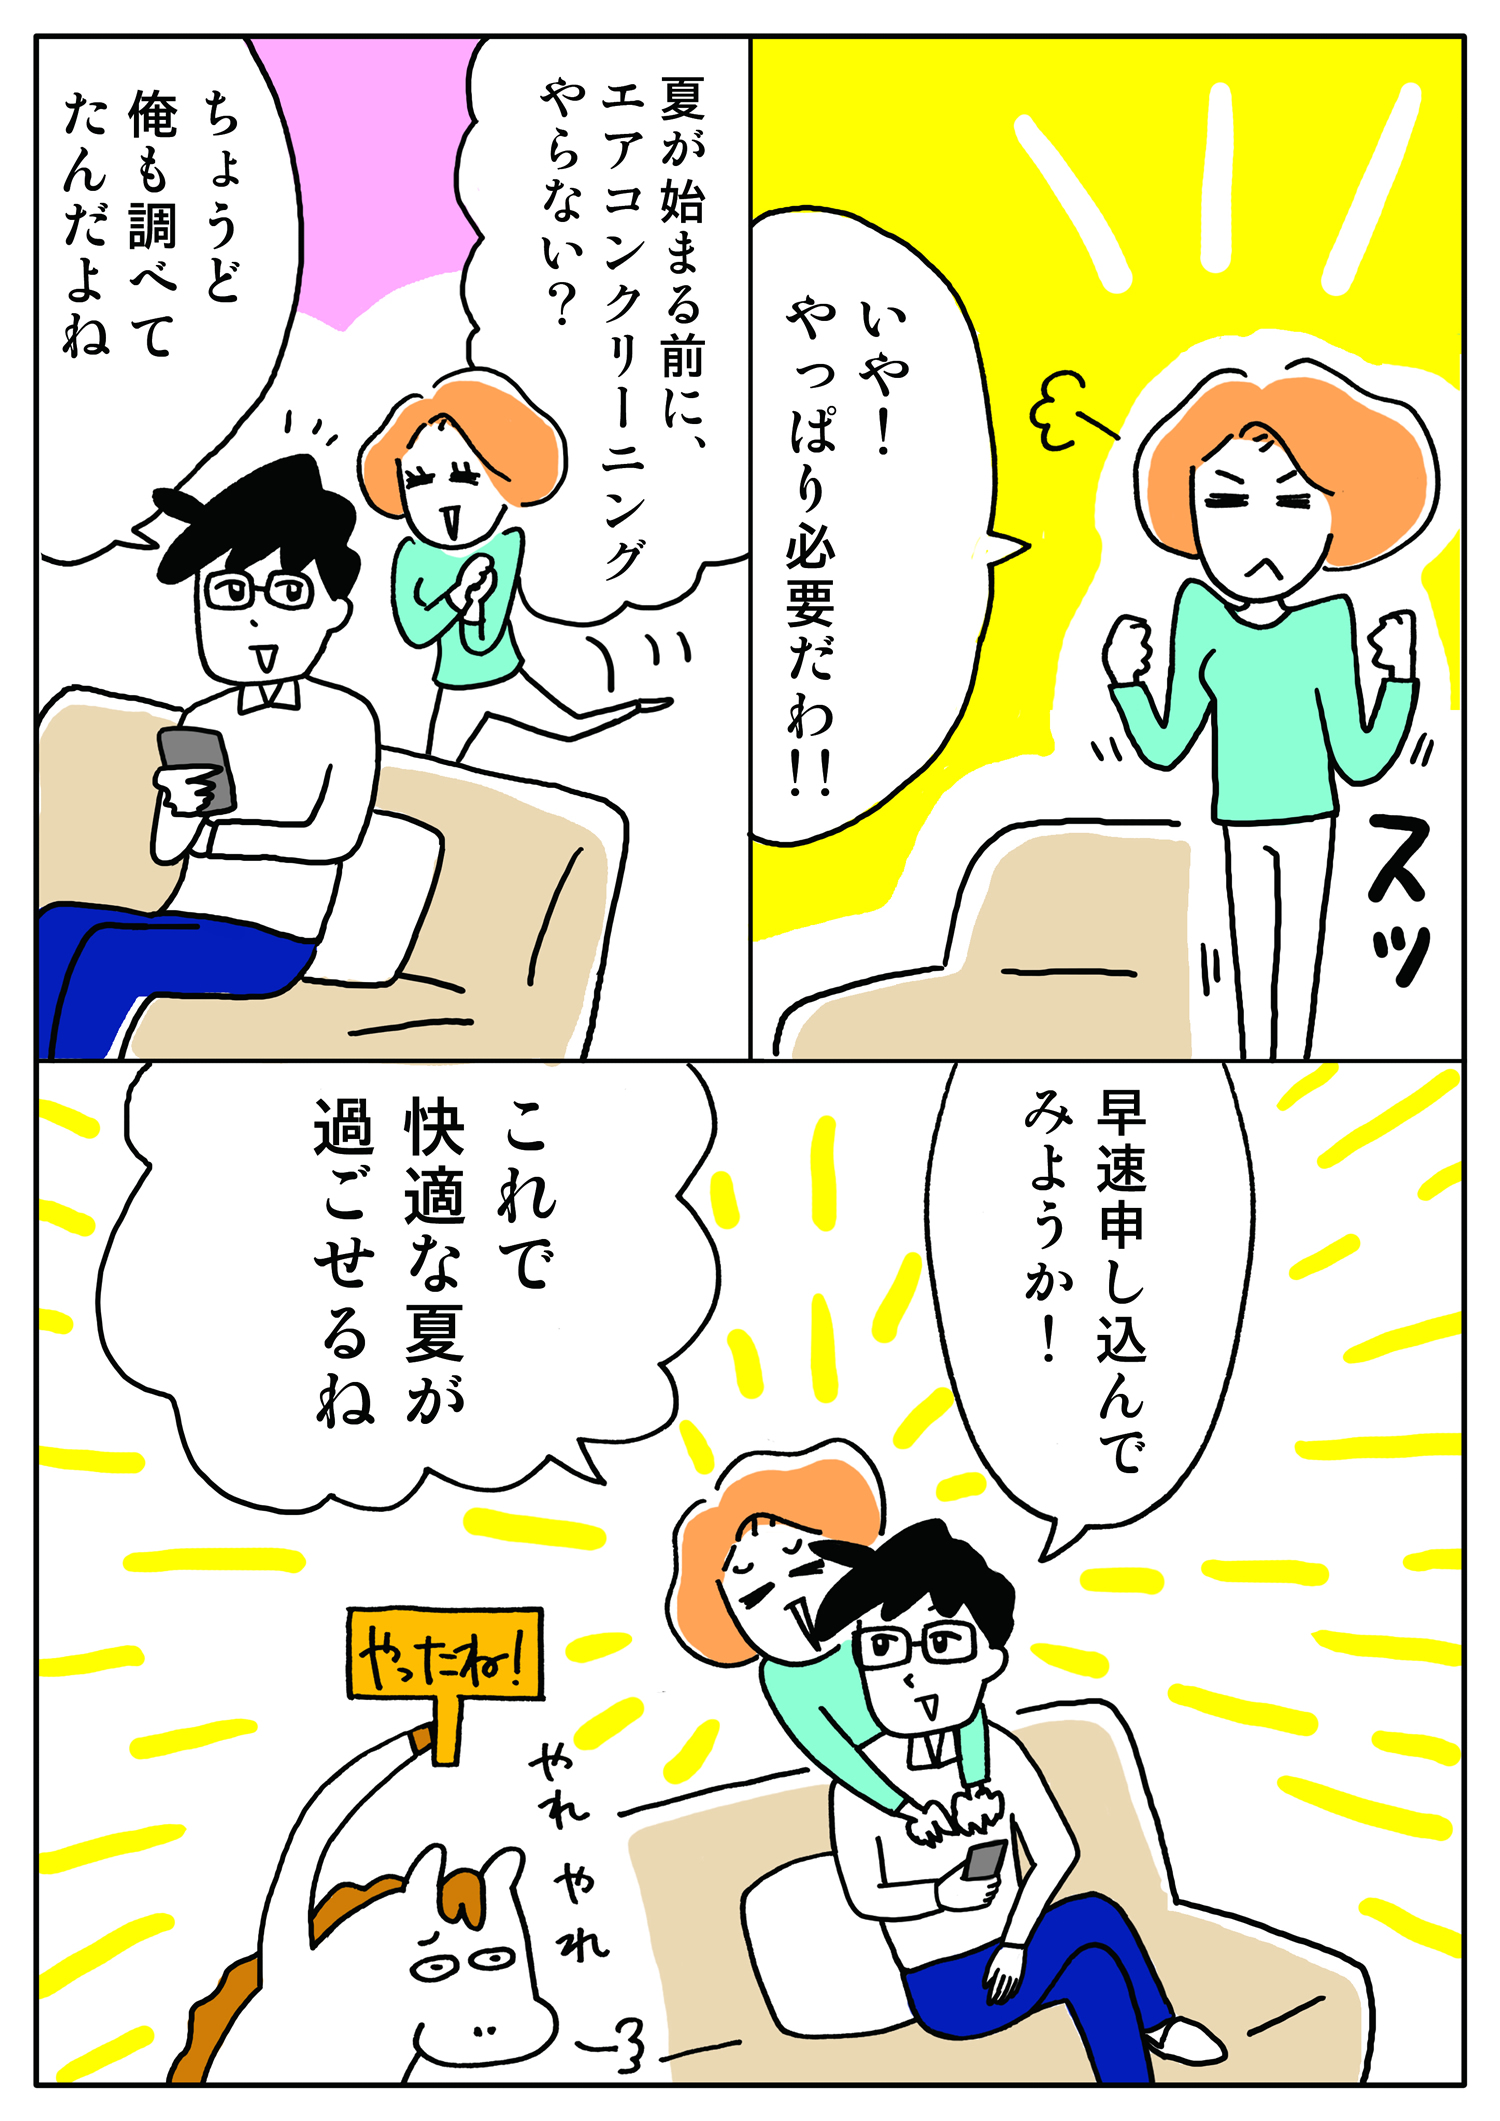 いや！
やっぱり必要だわ！！
スッ
夏が始まる前に、
エアコンクリーニング
やらない？
ちょうど
俺も調べて
たんだよね
早速申し込んで
みようか！
これで
快適な夏が
過ごせるね
やったね！
やれ
やれ